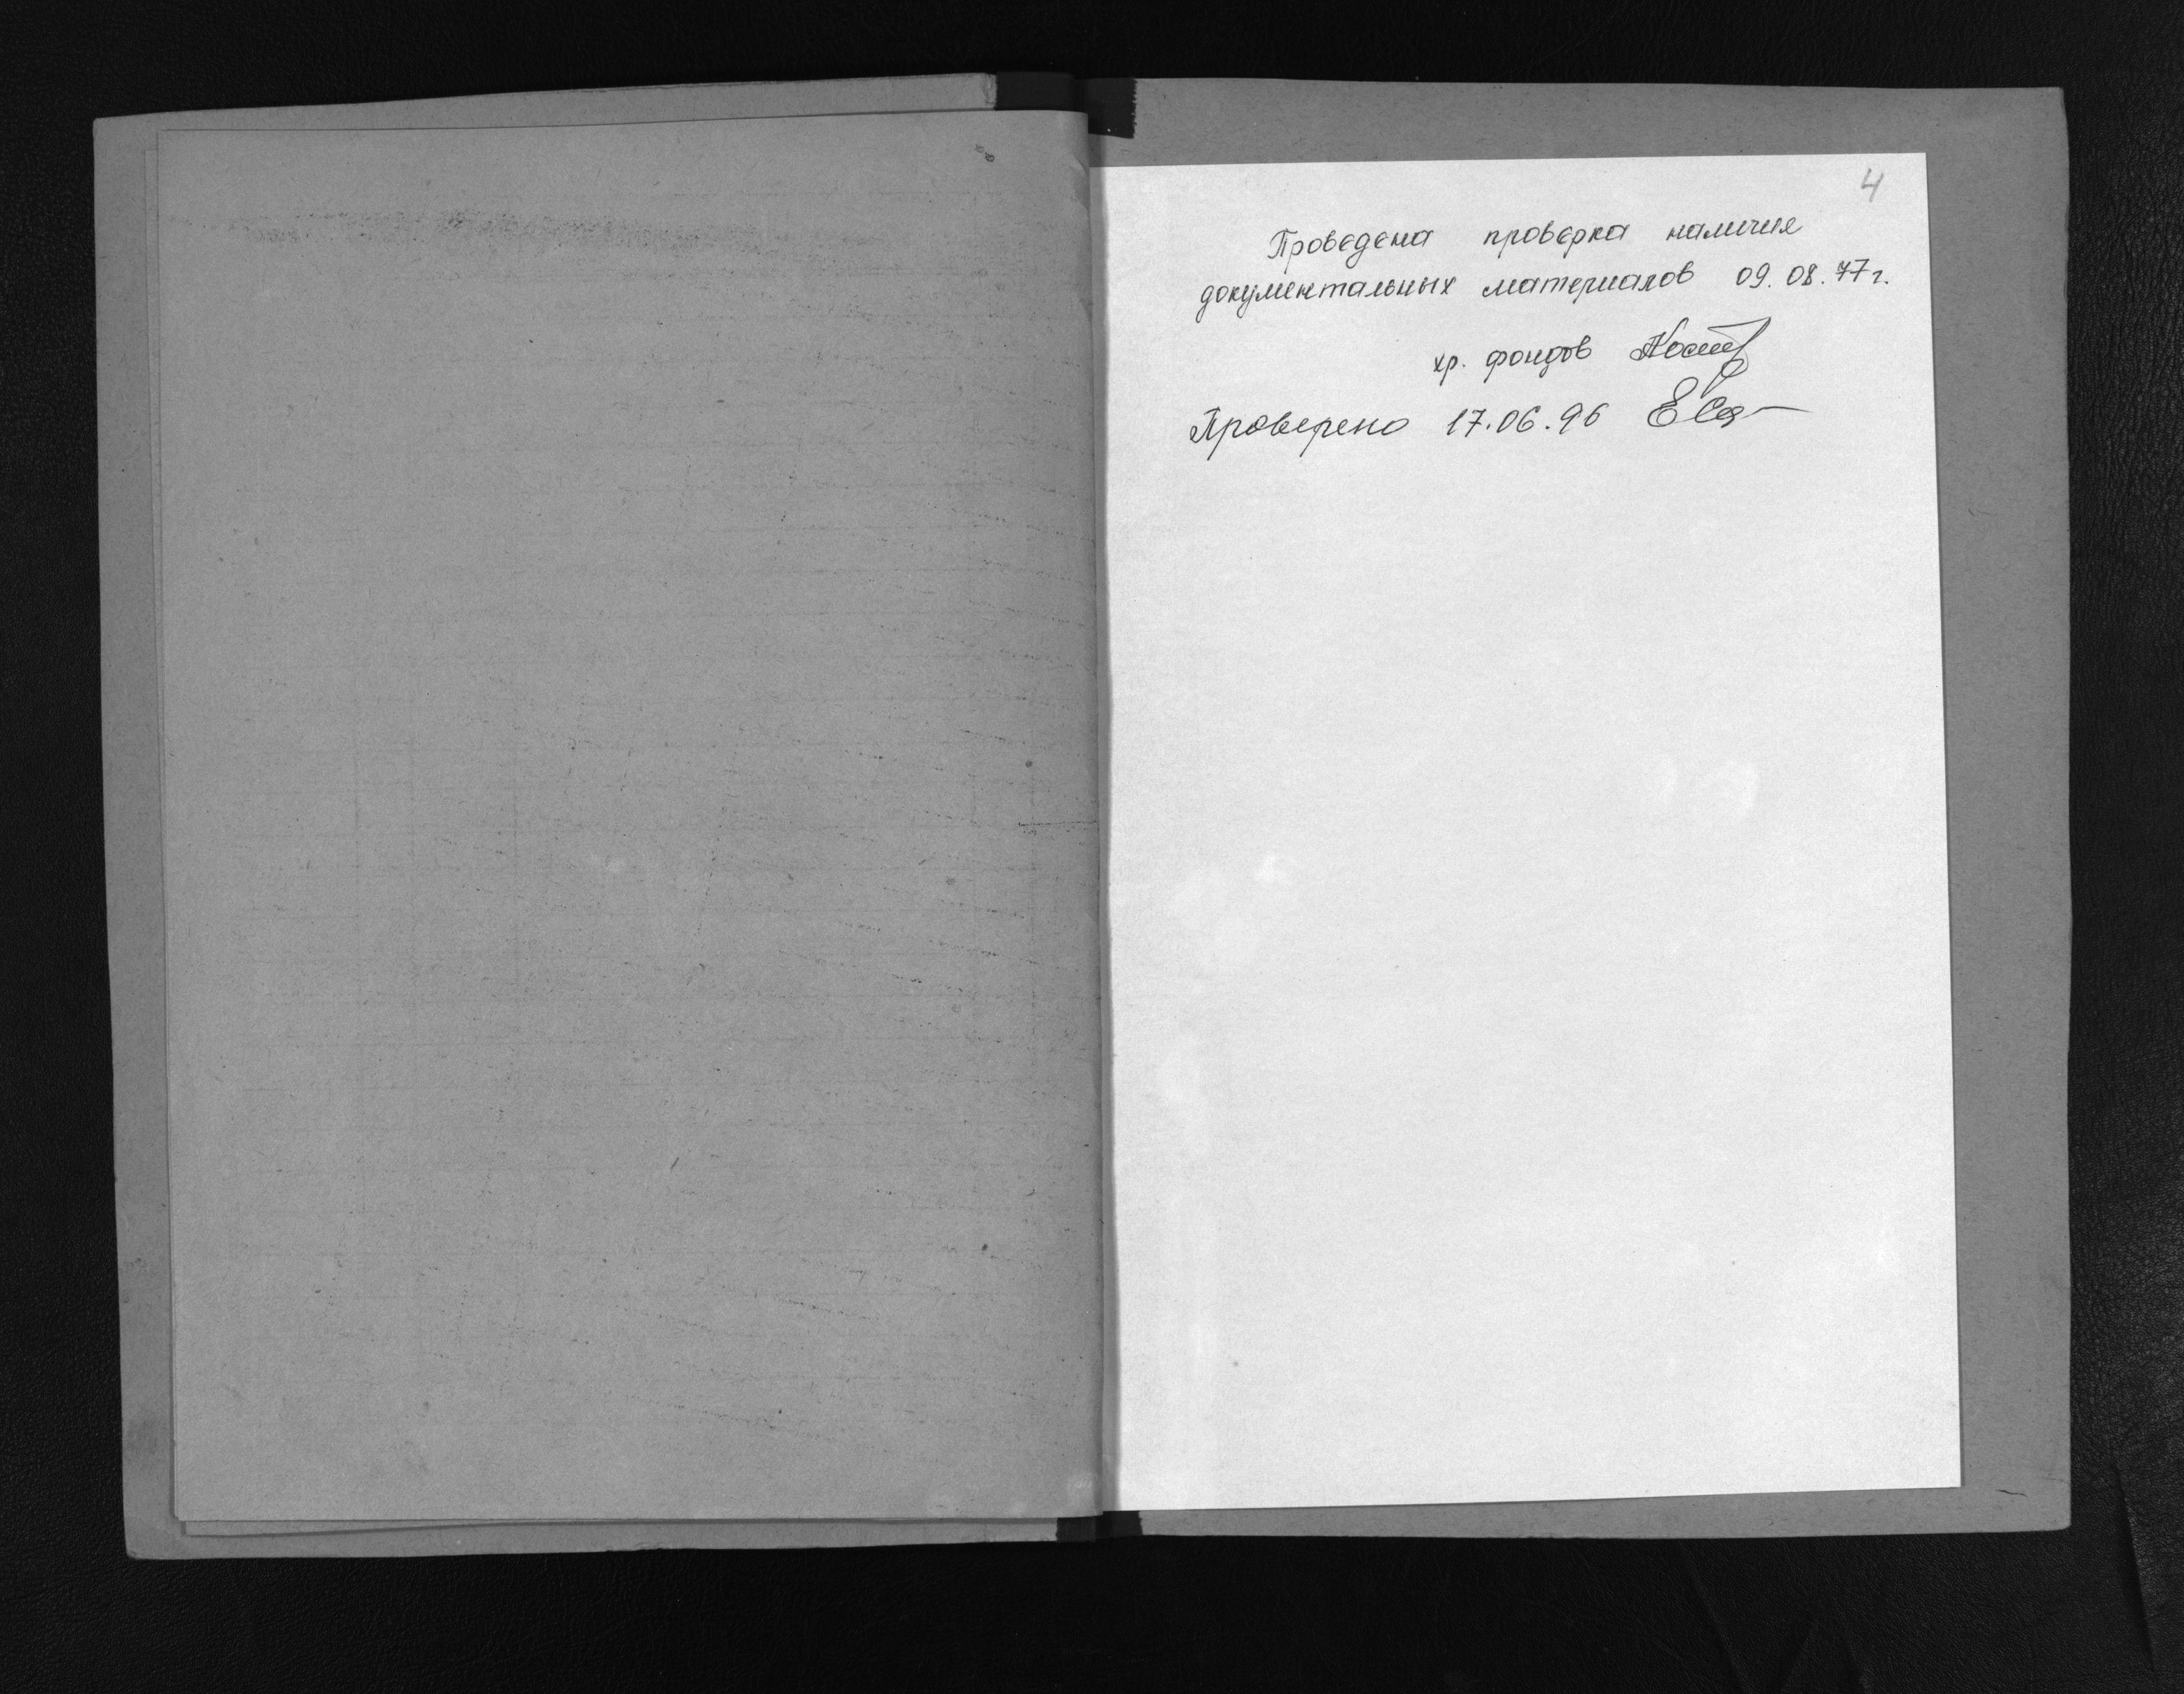 4
Проведена проверка наличия
документальных материалов 09.08.77г.
хр. фондов
Проверено 17.06.96